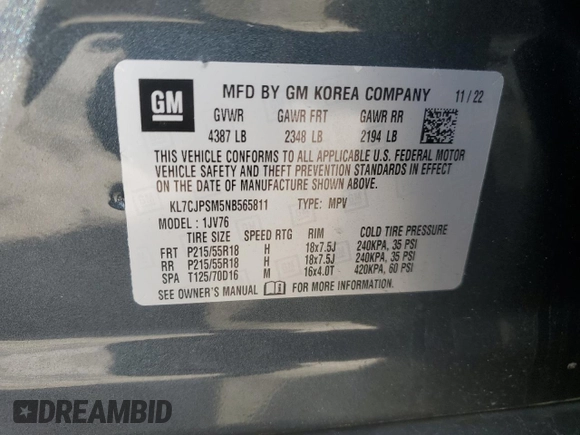 GM
MFD BY GM KOREA COMPANY 11/22
GVWR GAWR FRT GAWR RR
4387 LB 2348 LB 2194 LB
THIS VEHICLE CONFORMS TO ALL APPLICABLE U.S. FEDERAL MOTOR
VEHICLE SAFETY AND THEFT PREVENTION STANDARDS IN EFFECT ON
THE DATE OF MANUFACTURE SHOWN ABOVE.
KL7CJPSM5NB565811 TYPE: MPV
MODEL: 1JV76
TIRE SIZE SPEED RTG RIM COLD TIRE PRESSURE
FRT P215/55R18 H 18x7.5J 240KPA, 35 PSI
RR P215/55R18 H 18x7.5J 240KPA, 35 PSI
SPA T125/70D16 M 16x4.0T 420KPA, 60 PSI
SEE OWNER'S MANUAL FOR MORE INFORMATION.
DREAMBID